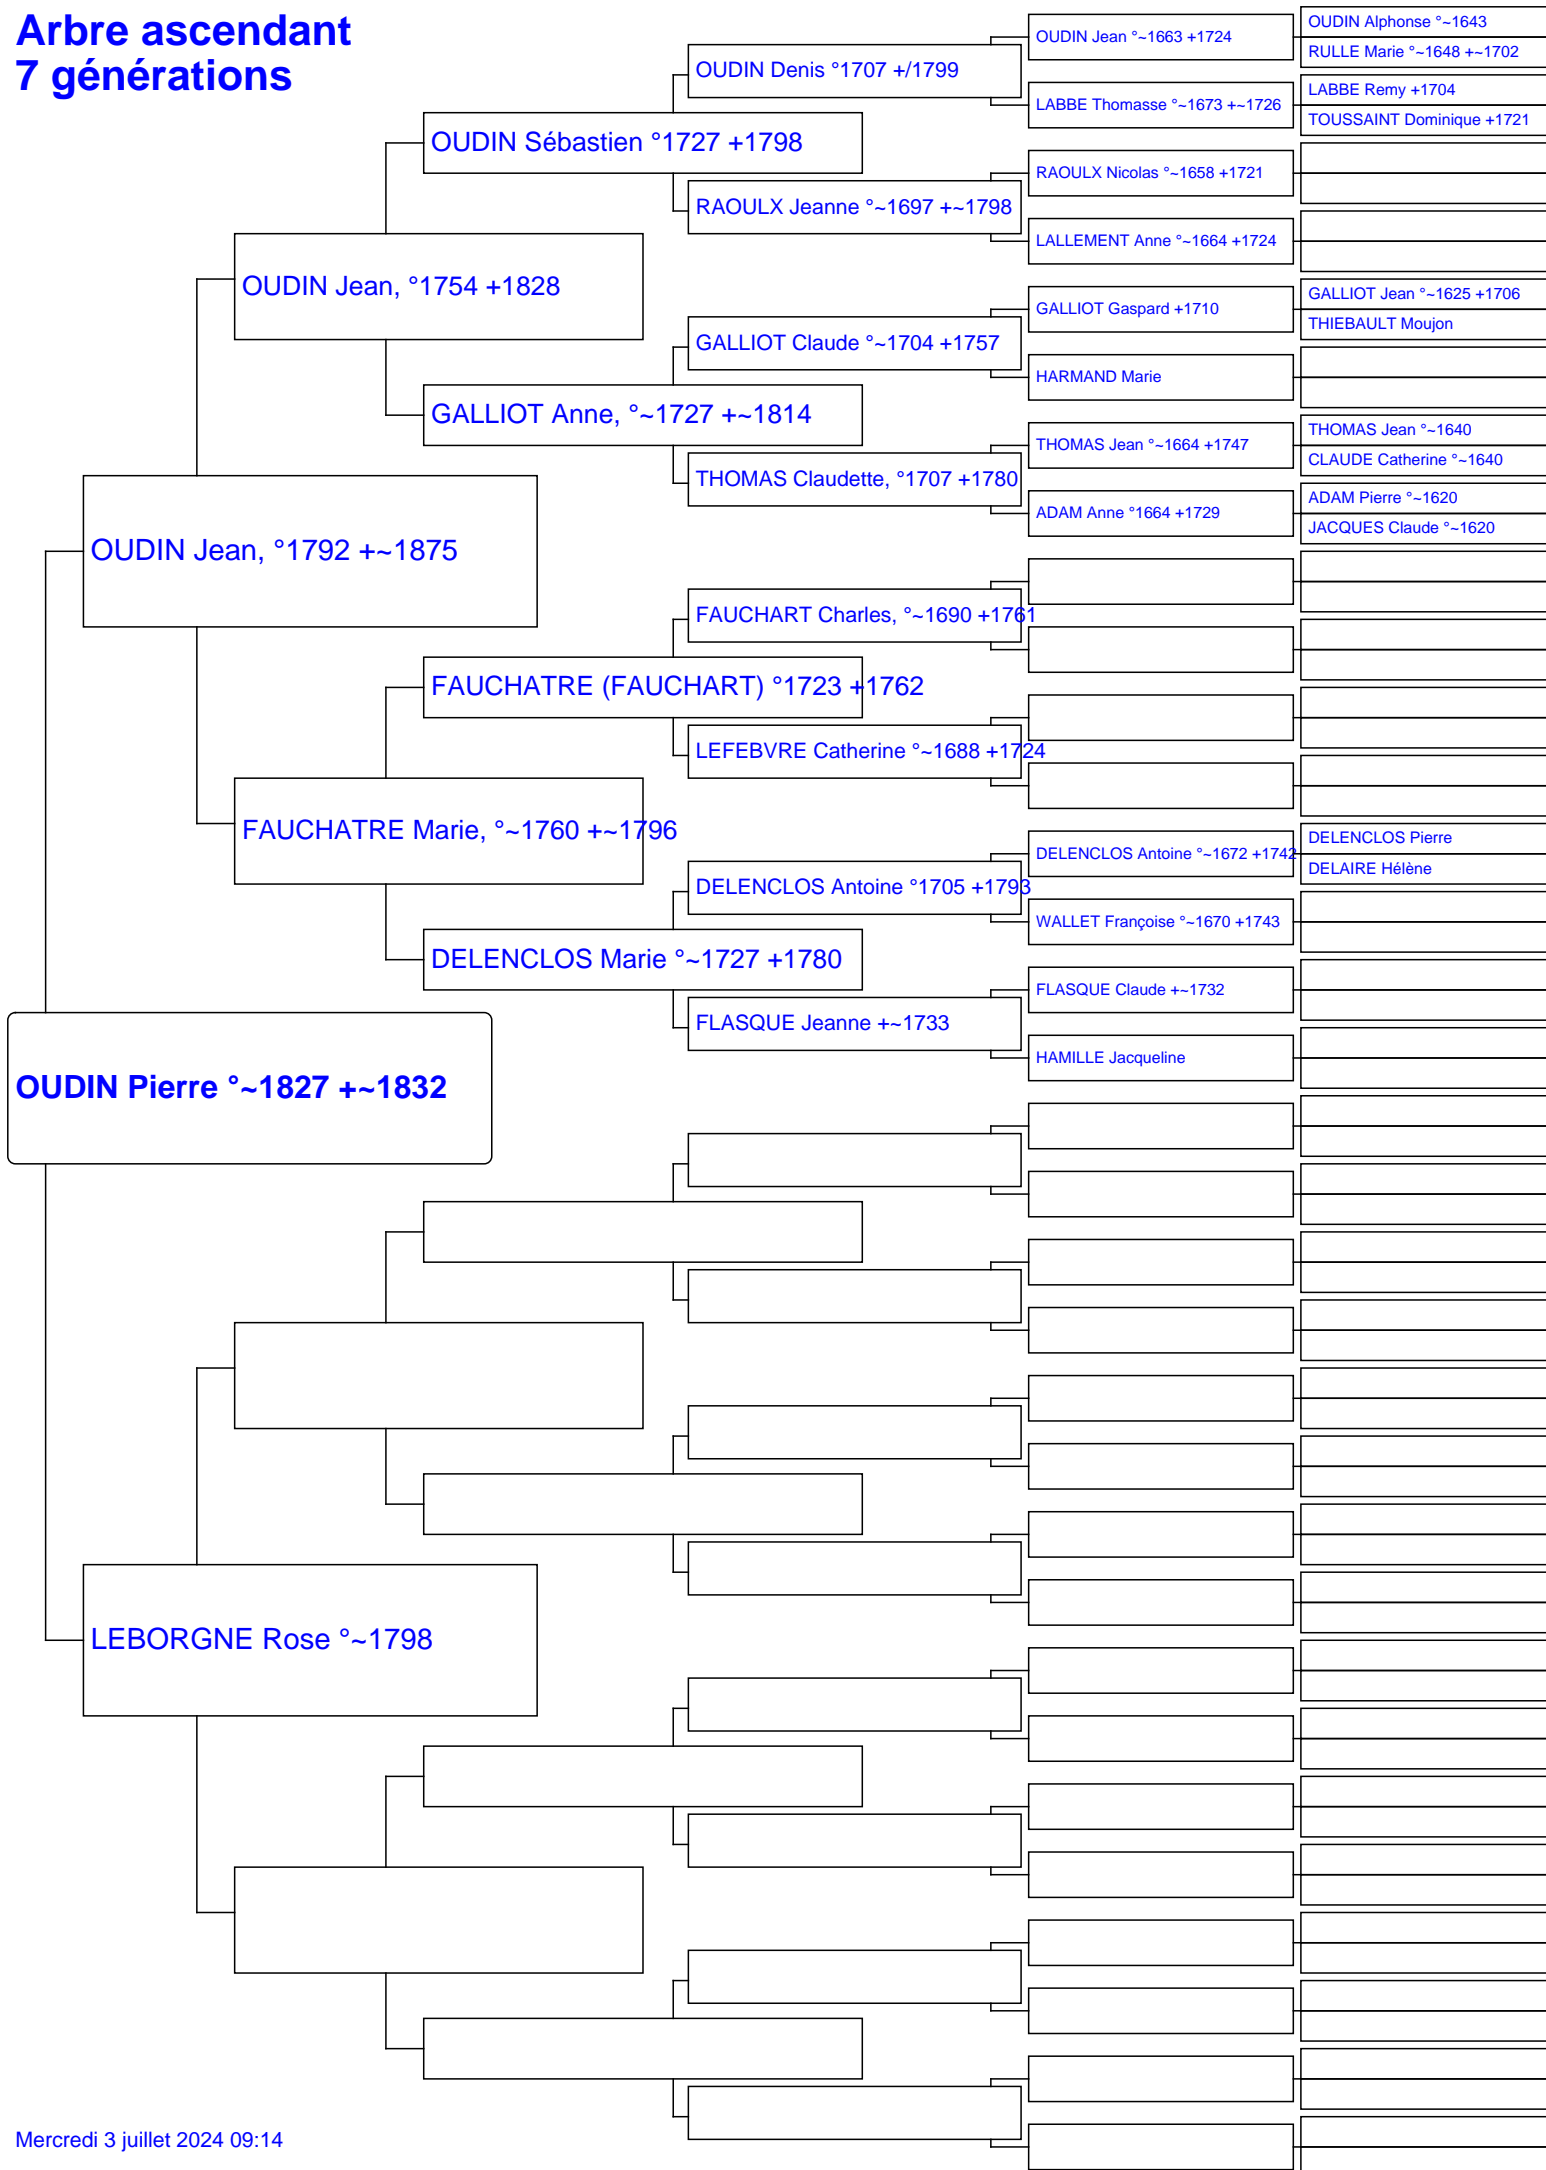 Arbre ascendant
7 générations
OUDIN Pierre °~1827 +~1832
OUDIN Jean, °1792 +~1875
LEBORGNE Rose °~1798
OUDIN Jean, °1754 +1828
FAUCHATRE Marie, °~1760 +~1796
OUDIN Sébastien °1727 +1798
GALLIOT Anne, °~1727 +~1814
FAUCHATRE (FAUCHART) °1723 +1762
DELENCLOS Marie °~1727 +1780
OUDIN Denis °1707 +/1799
RAOULX Jeanne °~1697 +~1798
GALLIOT Claude °~1704 +1757
THOMAS Claudette, °1707 +1780
FAUCHART Charles, °~1690 +1761
LEFEBVRE Catherine °~1688 +1724
DELENCLOS Antoine °1705 +1793
FLASQUE Jeanne +~1733
OUDIN Jean °~1663 +1724
LABBE Thomasse °~1673 +~1726
RAOULX Nicolas °~1658 +1721
LALLEMENT Anne °~1664 +1724
GALLIOT Gaspard +1710
HARMAND Marie
THOMAS Jean °~1664 +1747
ADAM Anne °1664 +1729
DELENCLOS Antoine °~1672 +1742
WALLET Françoise °~1670 +1743
FLASQUE Claude +~1732
HAMILLE Jacqueline
OUDIN Alphonse °~1643
RULLE Marie °~1648 +~1702
LABBE Remy +1704
TOUSSAINT Dominique +1721
GALLIOT Jean °~1625 +1706
THIEBAULT Moujon
THOMAS Jean °~1640
CLAUDE Catherine °~1640
ADAM Pierre °~1620
JACQUES Claude °~1620
DELENCLOS Pierre
DELAIRE Hélène
Mercredi 3 juillet 2024 09:14